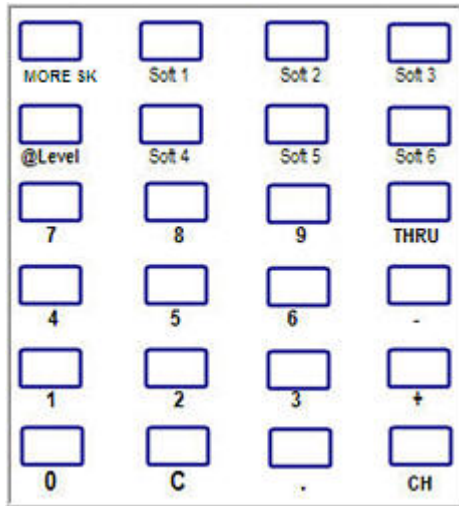 MORE SK Soft 1 Soft 2 Soft 3
@Level Soft 4 Soft 5 Soft 6
7 8 9 THRU
4 5 6 -
1 2 3 +
0 C . CH